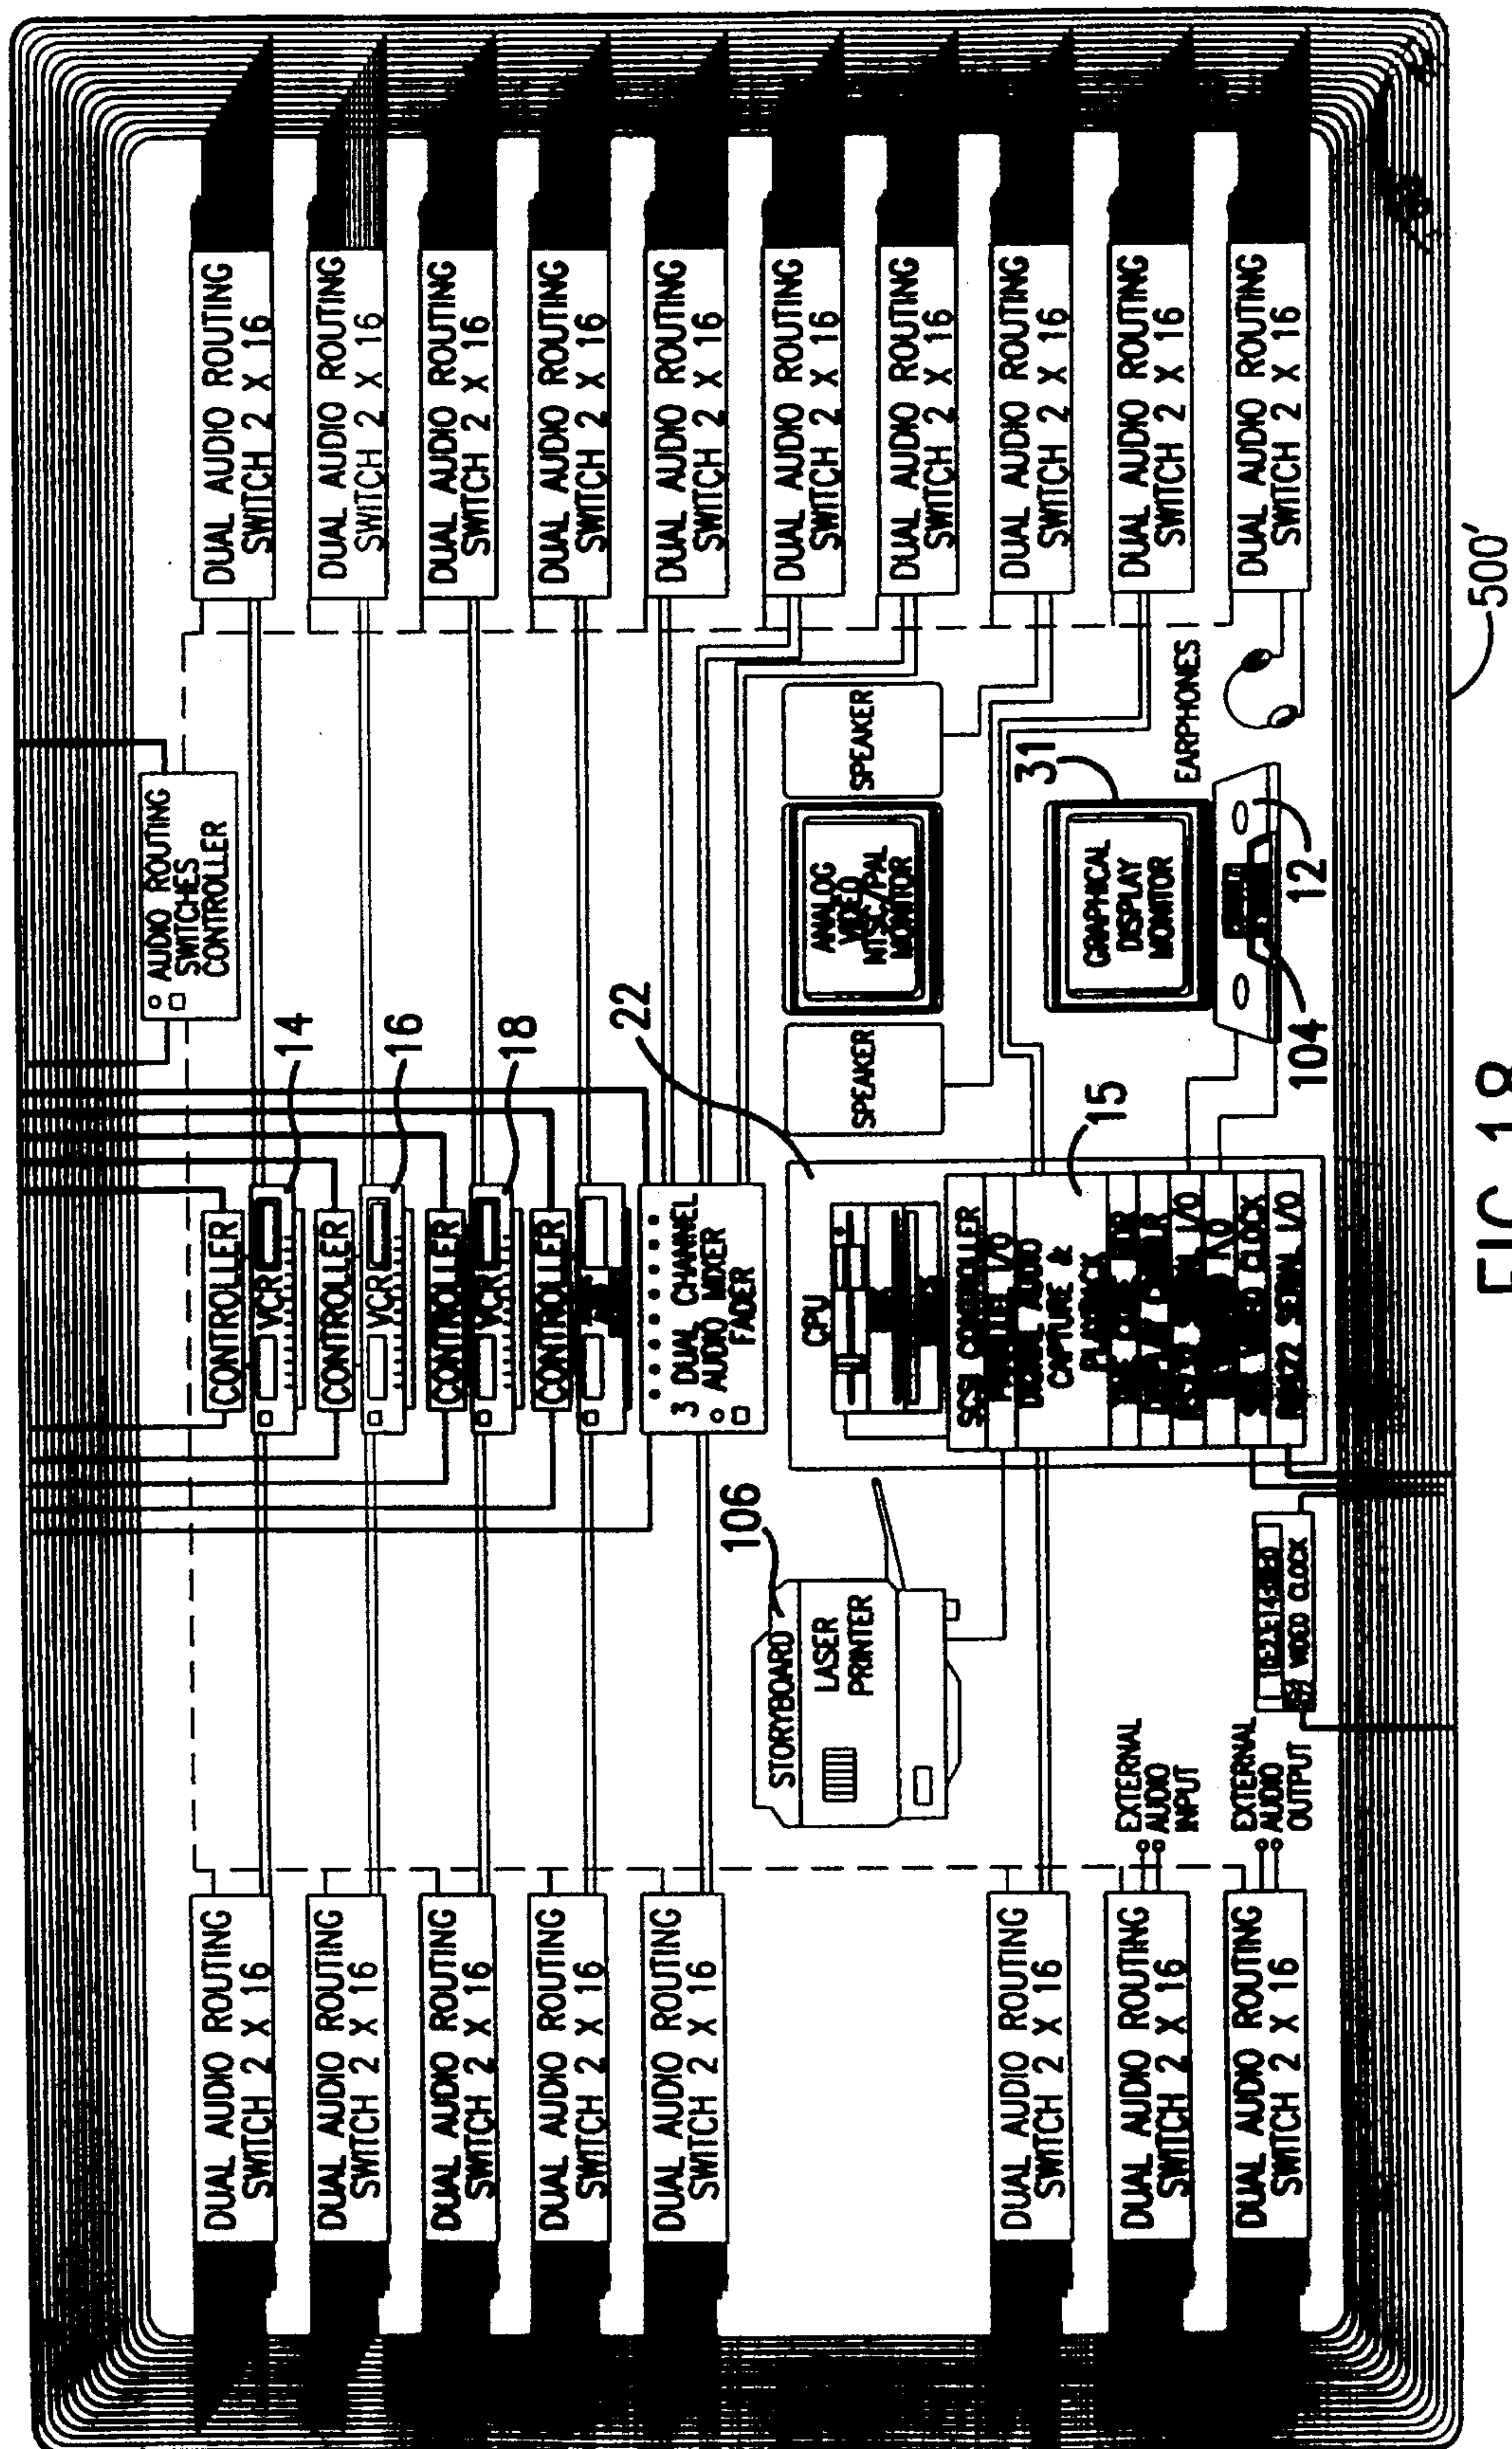 AUDIO ROUTING
SWITCHES
CONTROLLER
DUAL AUDIO ROUTING
SWITCH 2 X 16
CONTROLLER
VCR
14
DUAL AUDIO ROUTING
SWITCH 2 X 16
DUAL AUDIO ROUTING
SWITCH 2 X 16
CONTROLLER
VCR
16
DUAL AUDIO ROUTING
SWITCH 2 X 16
DUAL AUDIO ROUTING
SWITCH 2 X 16
CONTROLLER
VCR
18
DUAL AUDIO ROUTING
SWITCH 2 X 16
DUAL AUDIO ROUTING
SWITCH 2 X 16
CONTROLLER
DUAL AUDIO ROUTING
SWITCH 2 X 16
DUAL AUDIO ROUTING
SWITCH 2 X 16
3 DUAL CHANNEL
AUDIO MIXER
FADER
22
DUAL AUDIO ROUTING
SWITCH 2 X 16
106
STORYBOARD
LASER
PRINTER
CPU
SPEAKER
ANALOG
VIDEO
NTSC/PAL
MONITOR
SPEAKER
DUAL AUDIO ROUTING
SWITCH 2 X 16
DUAL AUDIO ROUTING
SWITCH 2 X 16
DUAL AUDIO ROUTING
SWITCH 2 X 16
SCSI CONTROLLER
I/O
DIGITAL AUDIO
CAPTURE &
PLAYBACK
15
I/O
I/O
CLOCK
RS422 SERIAL I/O
GRAPHICAL
DISPLAY
MONITOR
31
DUAL AUDIO ROUTING
SWITCH 2 X 16
DUAL AUDIO ROUTING
SWITCH 2 X 16
EXTERNAL
AUDIO
INPUT
EARPHONES
DUAL AUDIO ROUTING
SWITCH 2 X 16
DUAL AUDIO ROUTING
SWITCH 2 X 16
EXTERNAL
AUDIO
OUTPUT
VIDEO CLOCK
104
12
DUAL AUDIO ROUTING
SWITCH 2 X 16
500'
FIG. 18